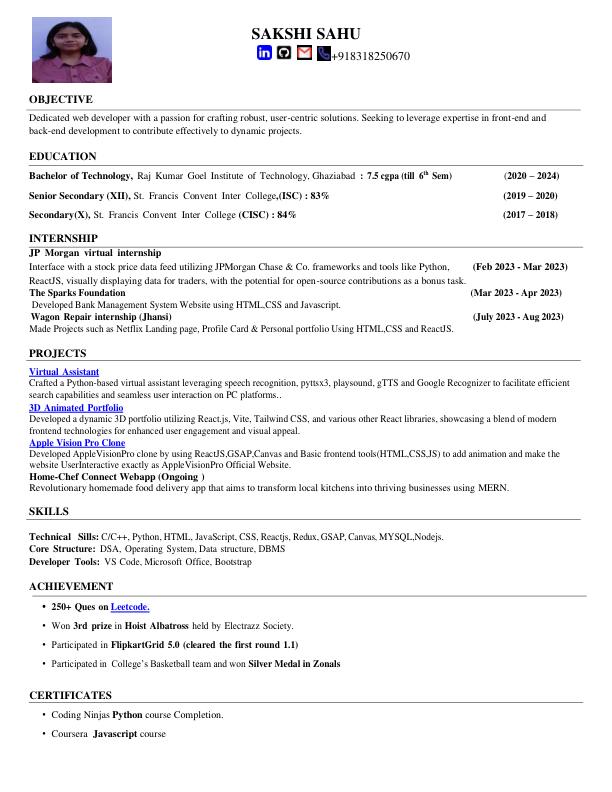 SAKSHI SAHU
+918318250670
OBJECTIVE
Dedicated web developer with a passion for crafting robust, user-centric solutions. Seeking to leverage expertise in front-end and
back-end development to contribute effectively to dynamic projects.
EDUCATION
Bachelor of Technology, Raj Kumar Goel Institute of Technology, Ghaziabad : 7.5 cgpa (till 6th Sem) (2020 – 2024)
Senior Secondary (XII), St. Francis Convent Inter College,(ISC) : 83% (2019 – 2020)
Secondary(X), St. Francis Convent Inter College (CISC) : 84% (2017 – 2018)
INTERNSHIP
JP Morgan virtual internship
Interface with a stock price data feed utilizing JPMorgan Chase & Co. frameworks and tools like Python, (Feb 2023 - Mar 2023)
ReactJS, visually displaying data for traders, with the potential for open-source contributions as a bonus task.
The Sparks Foundation (Mar 2023 - Apr 2023)
Developed Bank Management System Website using HTML,CSS and Javascript.
Wagon Repair internship (Jhansi) (July 2023 - Aug 2023)
Made Projects such as Netflix Landing page, Profile Card & Personal portfolio Using HTML,CSS and ReactJS.
PROJECTS
Virtual Assistant
Crafted a Python-based virtual assistant leveraging speech recognition, pyttsx3, playsound, gTTS and Google Recognizer to facilitate efficient
search capabilities and seamless user interaction on PC platforms..
3D Animated Portfolio
Developed a dynamic 3D portfolio utilizing React.js, Vite, Tailwind CSS, and various other React libraries, showcasing a blend of modern
frontend technologies for enhanced user engagement and visual appeal.
Apple Vision Pro Clone
Developed AppleVisionPro clone by using ReactJS,GSAP,Canvas and Basic frontend tools(HTML,CSS,JS) to add animation and make the
website UserInteractive exactly as AppleVisionPro Official Website.
Home-Chef Connect Webapp (Ongoing )
Revolutionary homemade food delivery app that aims to transform local kitchens into thriving businesses using MERN.
SKILLS
Technical Sills: C/C++, Python, HTML, JavaScript, CSS, Reactjs, Redux, GSAP, Canvas, MYSQL,Nodejs.
Core Structure: DSA, Operating System, Data structure, DBMS
Developer Tools: VS Code, Microsoft Office, Bootstrap
ACHIEVEMENT
• 250+ Ques on Leetcode.
• Won 3rd prize in Hoist Albatross held by Electrazz Society.
• Participated in FlipkartGrid 5.0 (cleared the first round 1.1)
• Participated in College’s Basketball team and won Silver Medal in Zonals
CERTIFICATES
• Coding Ninjas Python course Completion.
• Coursera Javascript course